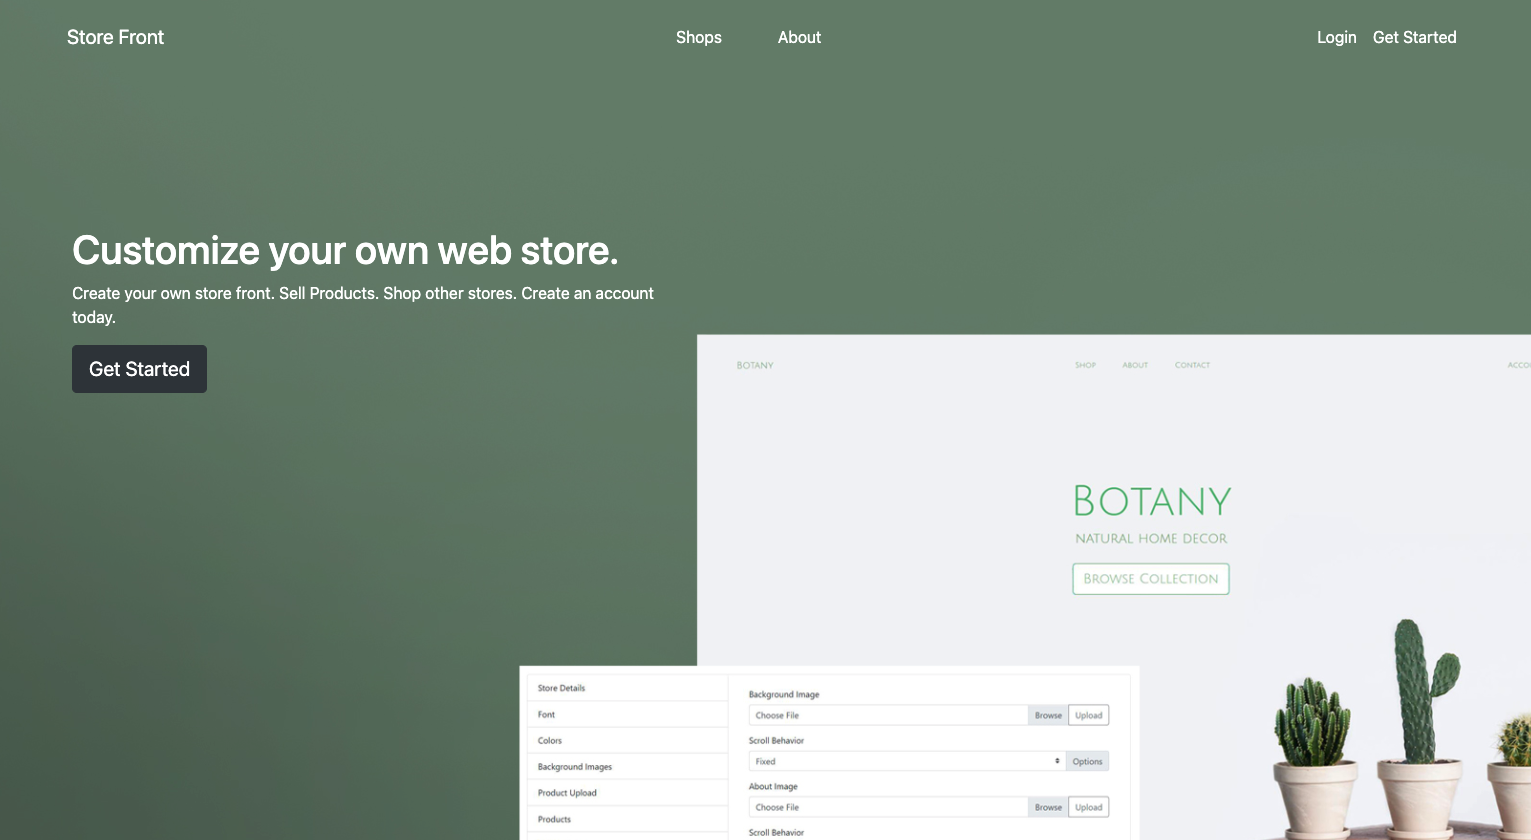 Store Front
Shops
About
Login
Get Started
Customize your own web store.
Create your own store front. Sell Products. Shop other stores. Create an account
today.
Get Started
BOTANY
SHOP
ABOUT
CONTACT
BOTANY
NATURAL HOME DECOR
BROWSE COLLECTION
Store Details
Font
Colors
Background Images
Product Upload
Products
Background Image
Choose File
Browse
Upload
Scroll Behavior
Fixed
Options
About Image
Choose File
Browse
Upload
Scroll Behavior